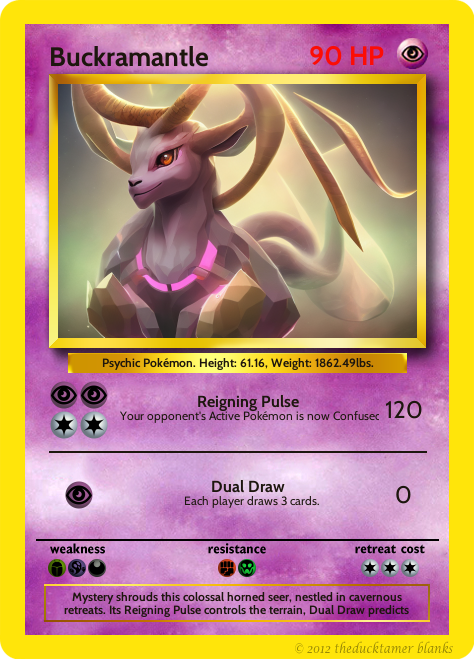 Buckramantle 90 HP
Psychic Pokémon. Height: 61.16, Weight: 1862.49lbs.
Reigning Pulse
Your opponent's Active Pokémon is now Confused 120
Dual Draw
Each player draws 3 cards. 0
weakness resistance retreat cost
Mystery shrouds this colossal horned seer, nestled in cavernous
retreats. Its Reigning Pulse controls the terrain, Dual Draw predicts
© 2012 theducktamer blanks